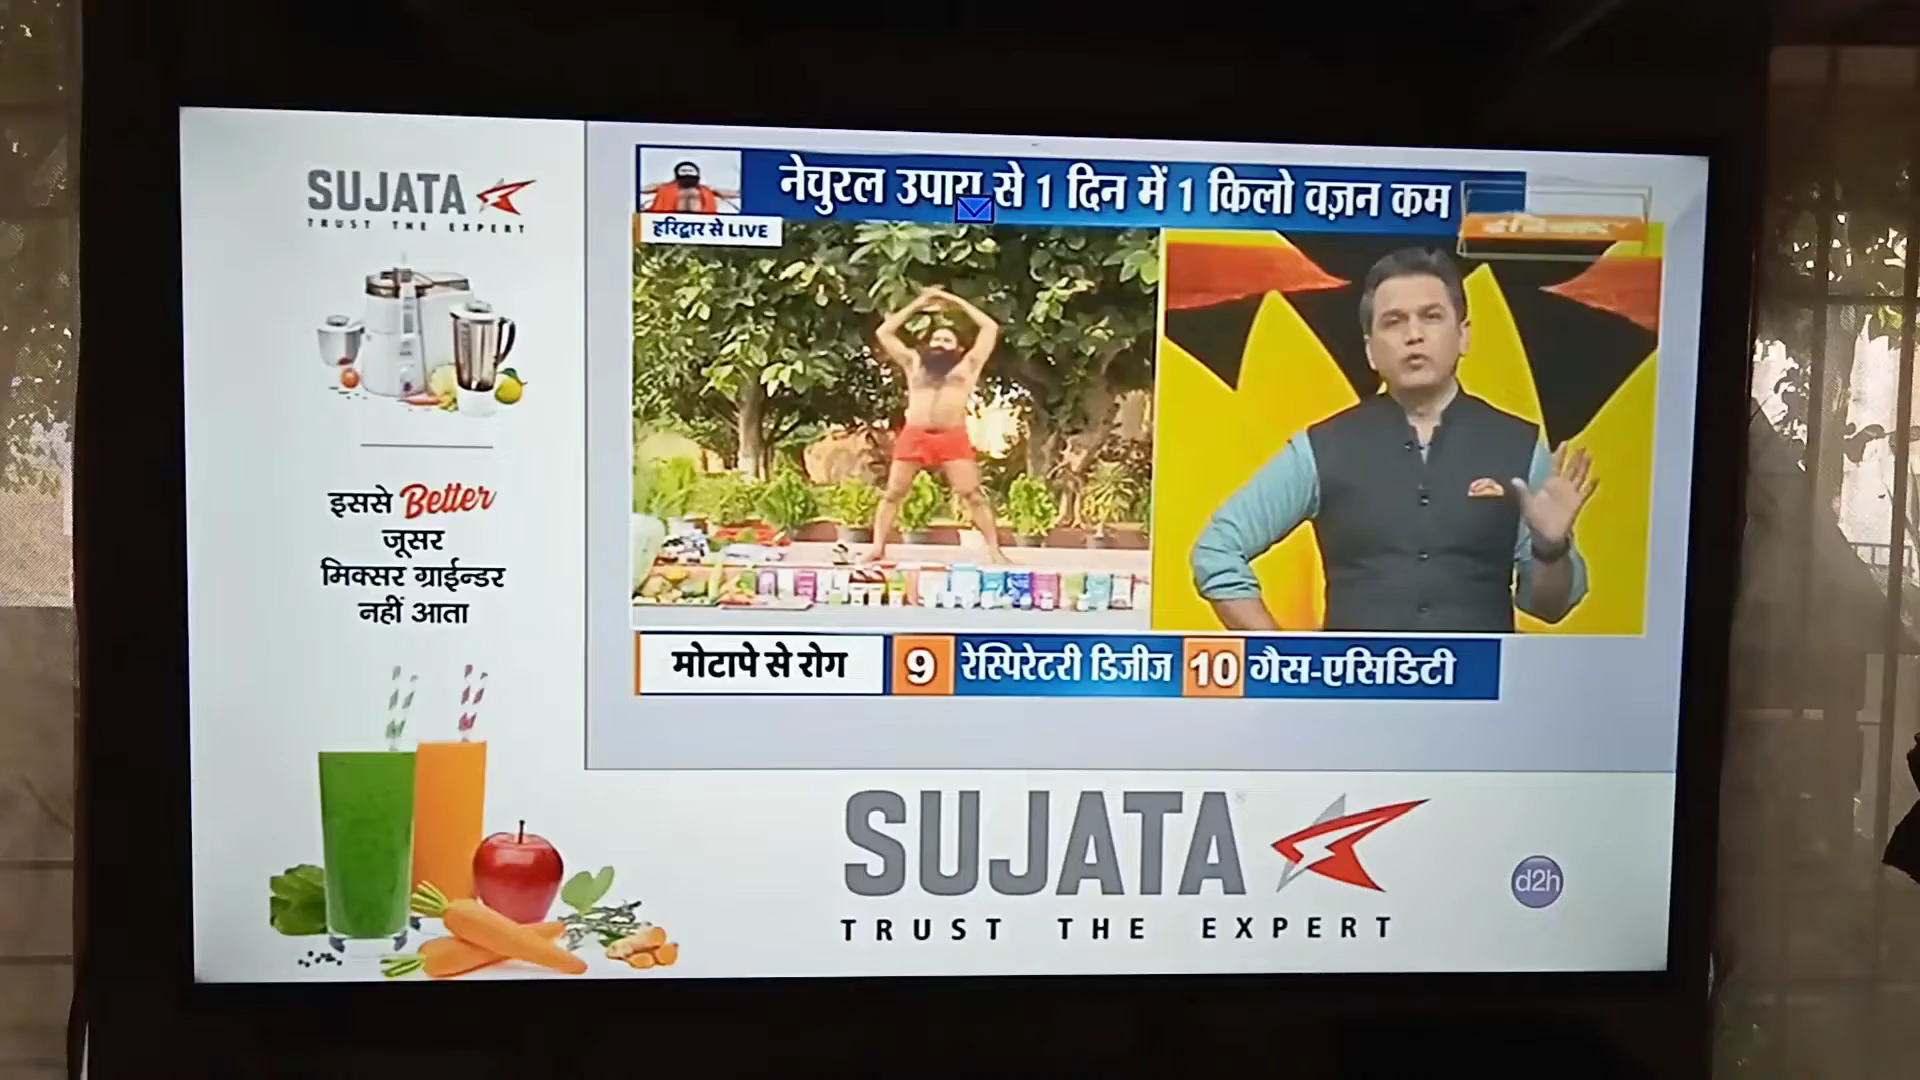 SUJATA
TRUST THE EXPERT
इससे Better
जूसर
मिक्सर ग्राईन्डर
नहीं आता
नेचुरल उपाय से 1 दिन में 1 किलो वज़न कम
हरिद्वार से LIVE
मोटापे से रोग 9 रेस्पिरेटरी डिजीज 10 गैस-एसिडिटी
SUJATA
TRUST THE EXPERT
d2h